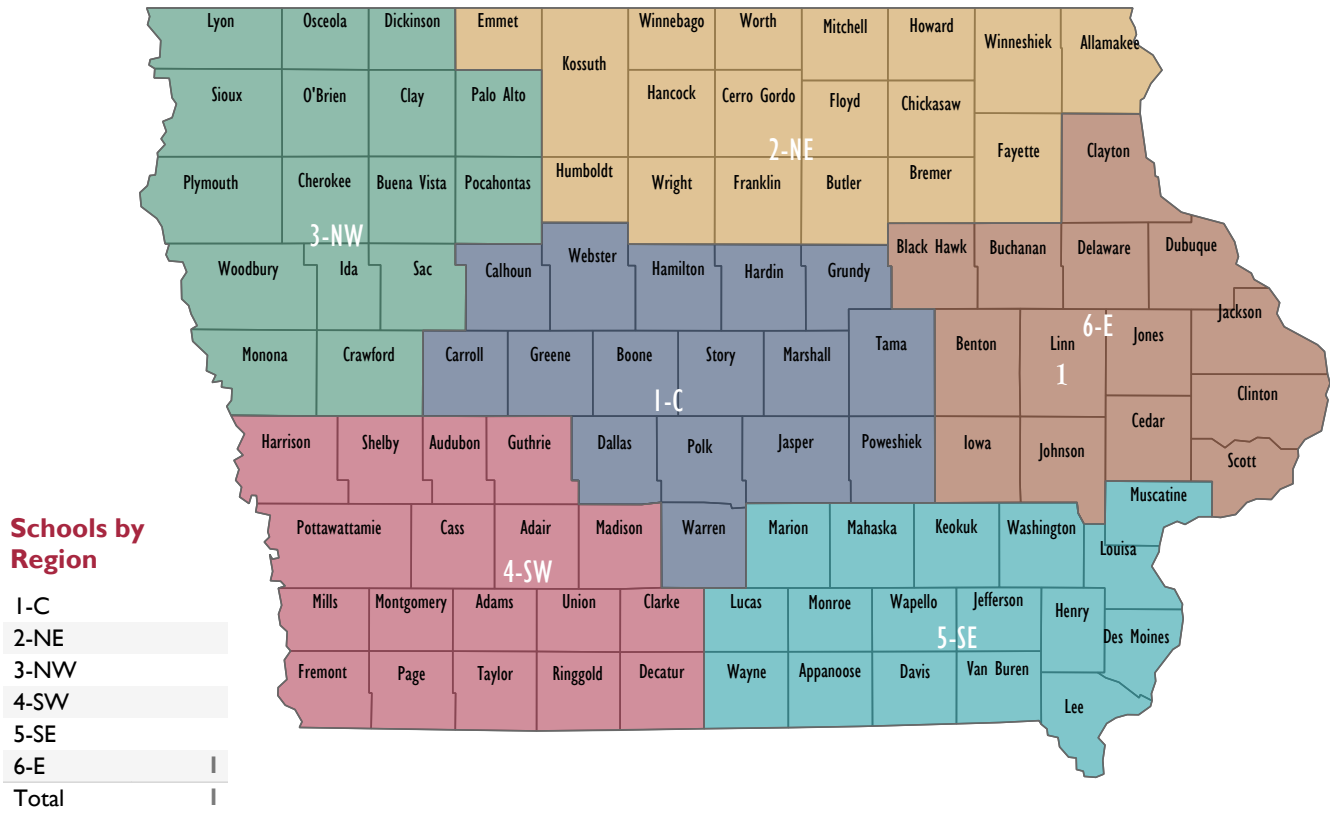 Lyon Osceola Dickinson Emmet Winnebago Worth Mitchell Howard Winneshiek Allamakee
Kossuth
Sioux O'Brien Clay Palo Alto Hancock Cerro Gordo Floyd Chickasaw
2-NE
Fayette Clayton
Plymouth Cherokee Buena Vista Pocahontas Humboldt Wright Franklin Butler Bremer
3-NW
Woodbury Ida Sac Calhoun Webster Hamilton Hardin Grundy Black Hawk Buchanan Delaware Dubuque
Jackson
6-E
Monona Crawford Carroll Greene Boone Story Marshall Tama Benton Linn Jones
1
1-C
Clinton
Harrison Shelby Audubon Guthrie Dallas Polk Jasper Poweshiek Iowa Johnson Cedar
Scott
Muscatine
Pottawattamie Cass Adair Madison Warren Marion Mahaska Keokuk Washington
Louisa
4-SW
Mills Montgomery Adams Union Clarke Lucas Monroe Wapello Jefferson Henry
5-SE
Des Moines
Fremont Page Taylor Ringgold Decatur Wayne Appanoose Davis Van Buren
Lee
Schools by
Region
1-C
2-NE
3-NW
4-SW
5-SE
6-E 1
Total 1